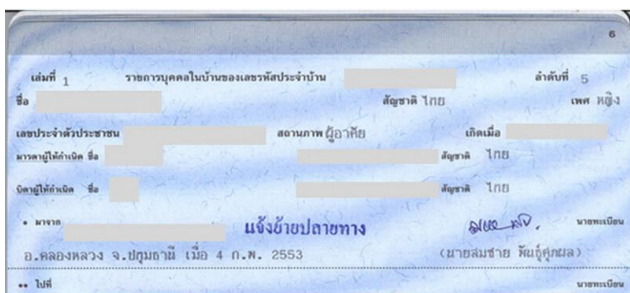 6
เล่มที่ 1 รายการบุคคลในบ้านของเลขรหัสประจำบ้าน ลำดับที่ 5
ชื่อ สัญชาติ ไทย เพศ หญิง
เลขประจำตัวประชาชน สถานภาพ ผู้อาศัย เกิดเมื่อ
มารดาผู้ให้กำเนิด ชื่อ สัญชาติ ไทย
บิดาผู้ให้กำเนิด ชื่อ สัญชาติ ไทย
* มาจาก แจ้งย้ายปลายทาง นายทะเบียน
อ.คลองหลวง จ.ปทุมธานี เมื่อ 4 ก.พ. 2553 (นายสมชาย พันธุ์ศุภผล)
** ไปที่ นายทะเบียน